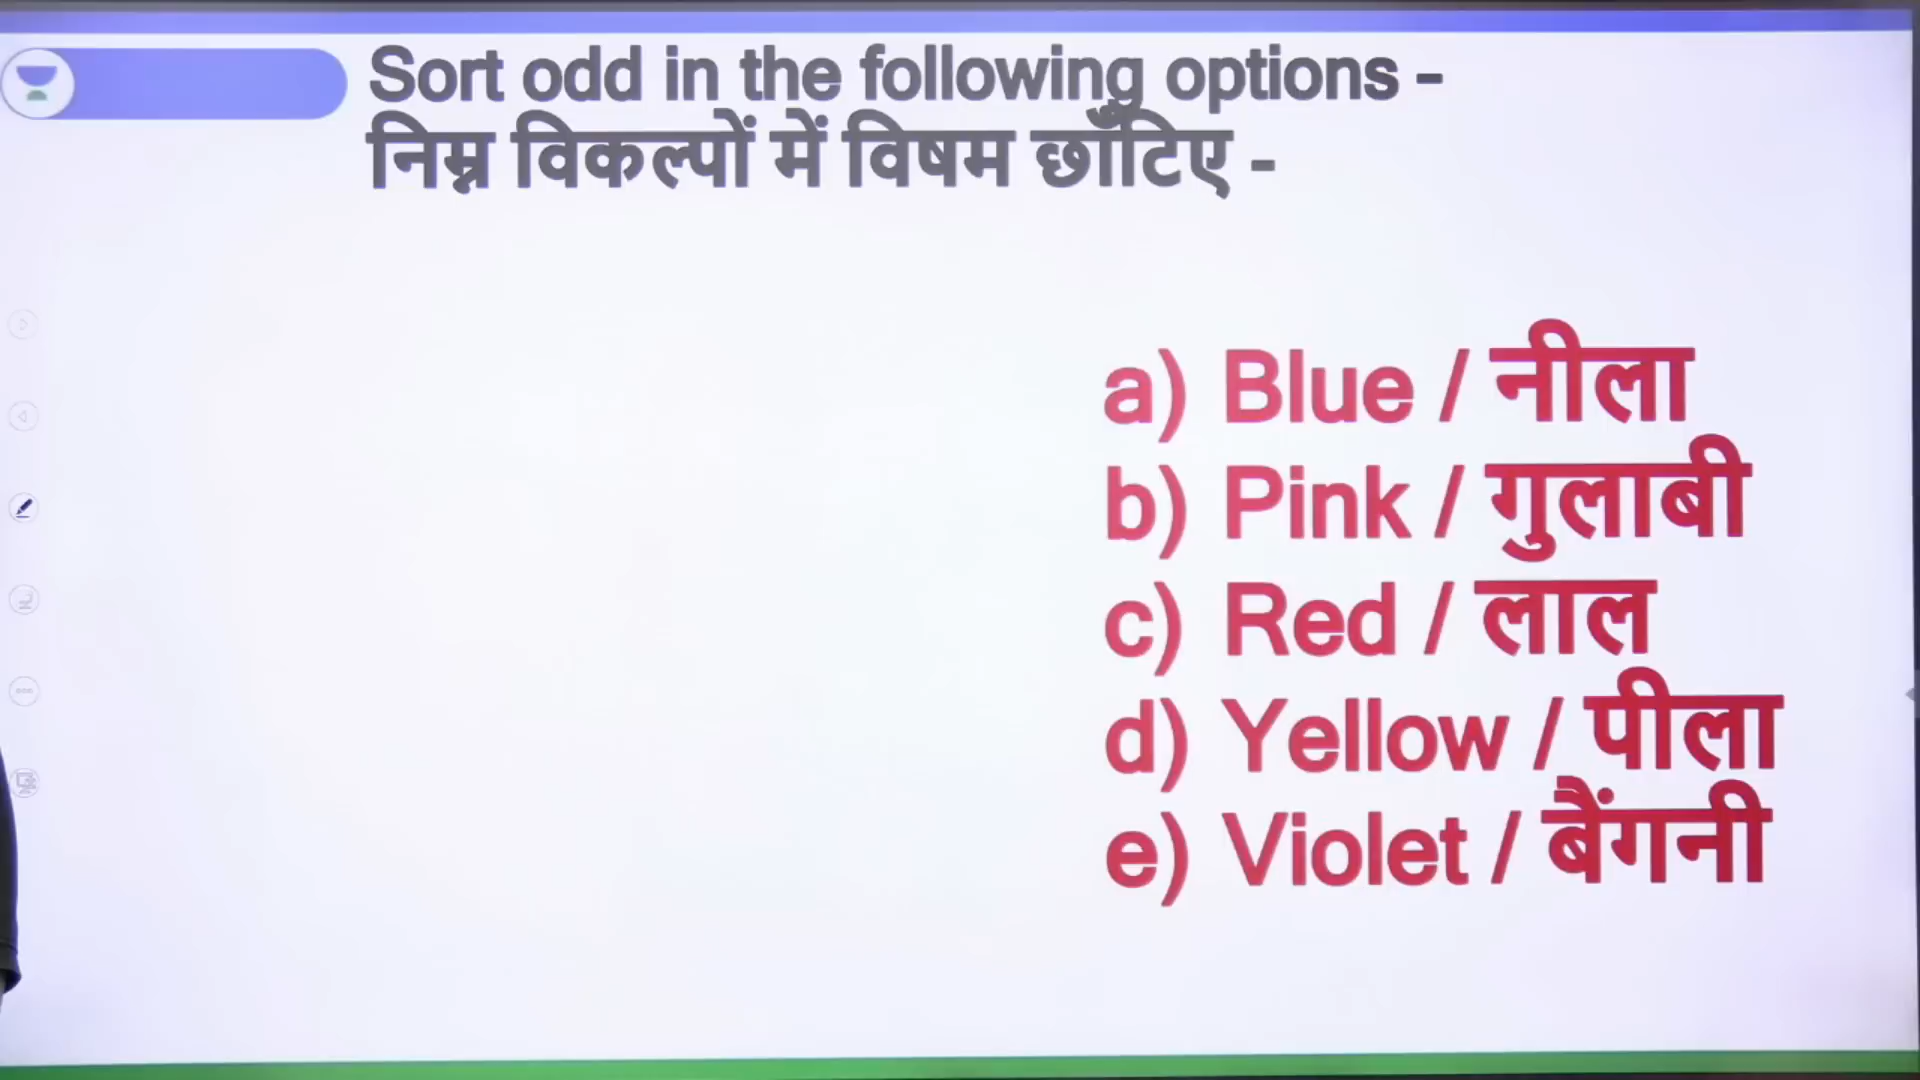 Sort odd in the following options -
निम्न विकल्पों में विषम छाँटिए -
a) Blue / नीला
b) Pink / गुलाबी
c) Red / लाल
d) Yellow / पीला
e) Violet / बैंगनी